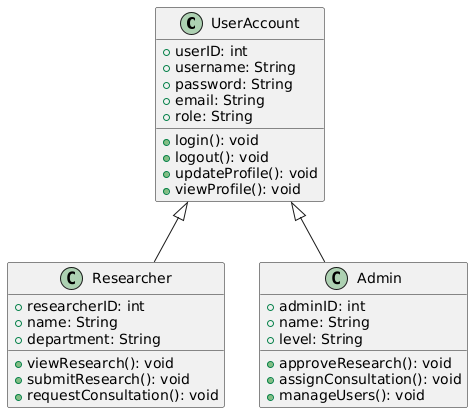 C UserAccount
userID: int
username: String
password: String
email: String
role: String
login(): void
logout(): void
updateProfile(): void
viewProfile(): void
C Researcher
researcherID: int
name: String
department: String
viewResearch(): void
submitResearch(): void
requestConsultation(): void
C Admin
adminID: int
name: String
level: String
approveResearch(): void
assignConsultation(): void
manageUsers(): void